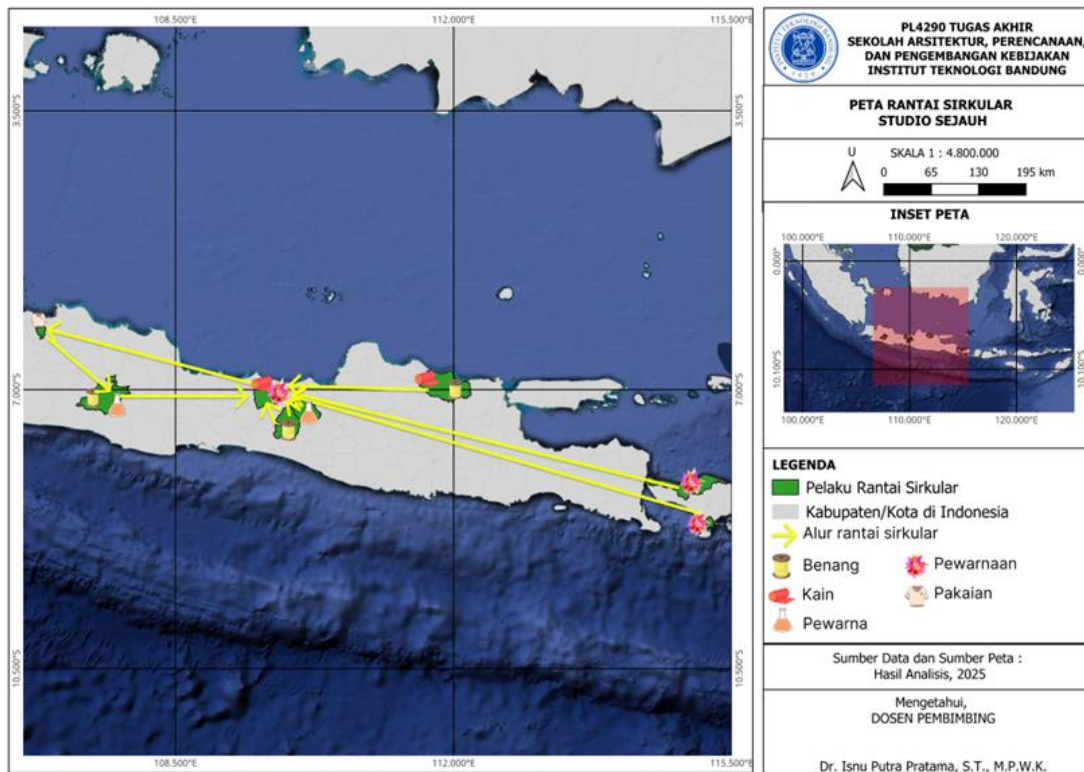 108.500°E 112.000°E 115.500°E
3.500°S 3.500°S
7.000°S 7.000°S
10.500°S 10.500°S
108.500°E 112.000°E 115.500°E
INSTITUT TEKNOLOGI BANDUNG
1920
PL4290 TUGAS AKHIR
SEKOLAH ARSITEKTUR, PERENCANAAN,
DAN PENGEMBANGAN KEBIJAKAN
INSTITUT TEKNOLOGI BANDUNG
PETA RANTAI SIRKULAR
STUDIO SEJAUH
U
SKALA 1 : 4.800.000
0 65 130 195 km
INSET PETA
100.000°E 110.000°E 120.000°E
0.000° 0.000°
10.100°S 10.100°S
100.000°E 110.000°E 120.000°E
LEGENDA
Pelaku Rantai Sirkular
Kabupaten/Kota di Indonesia
Alur rantai sirkular
Benang Pewarnaan
Kain Pakaian
Pewarna
Sumber Data dan Sumber Peta :
Hasil Analisis, 2025
Mengetahui,
DOSEN PEMBIMBING
Dr. Isnu Putra Pratama, S.T., M.P.W.K.